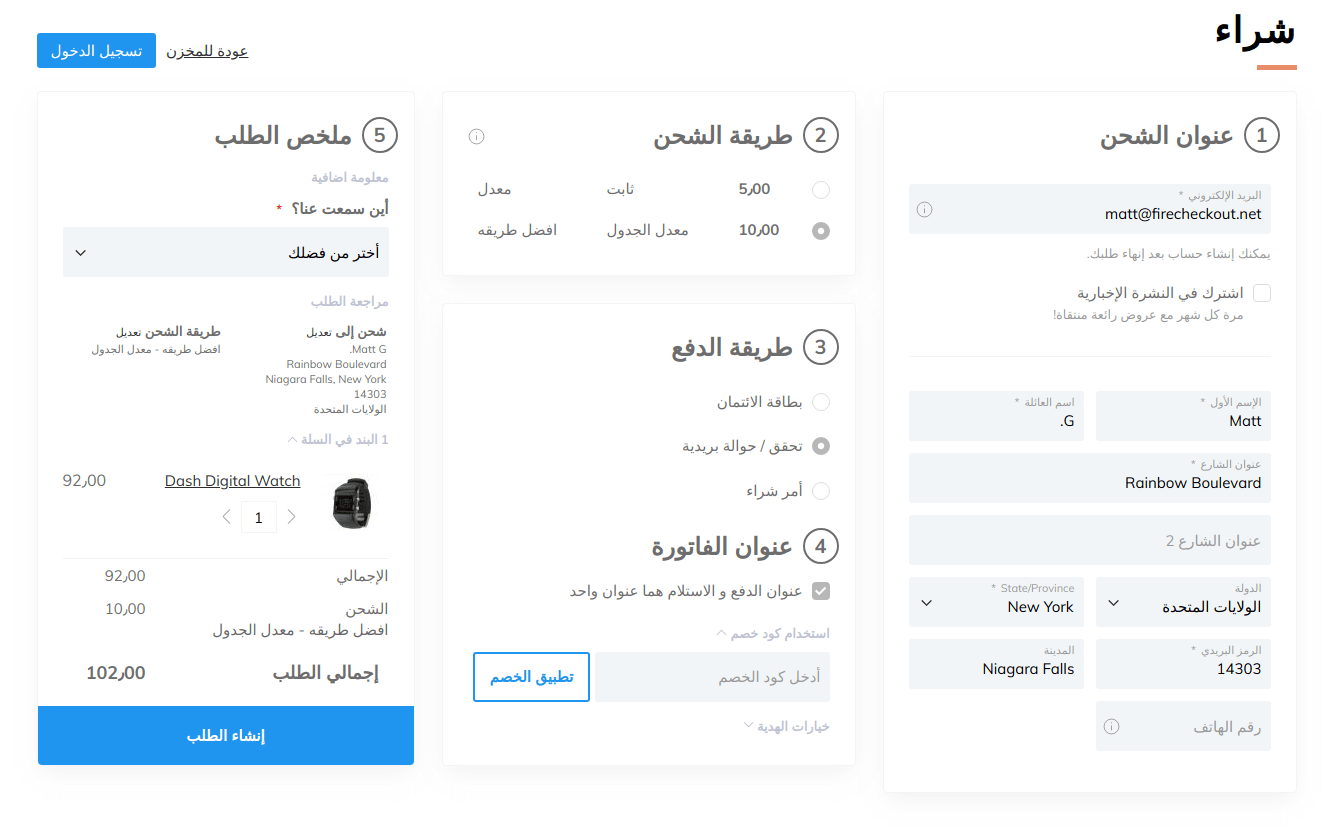 شراء
عودة للمخزن
تسجيل الدخول
1 عنوان الشحن
البريد الإلكتروني *
matt@firecheckout.net
يمكنك إنشاء حساب بعد إنهاء طلبك.
اشترك في النشرة الإخبارية
مرة كل شهر مع عروض رائعة منتقاة!
الإسم الأول *
Matt
اسم العائلة *
G.
عنوان الشارع *
Rainbow Boulevard
عنوان الشارع 2
الدولة
الولايات المتحدة
State/Province *
New York
الرمز البريدي *
14303
المدينة
Niagara Falls
رقم الهاتف
2 طريقة الشحن
5٫00 ثابت معدل
10٫00 معدل الجدول افضل طريقه
3 طريقة الدفع
بطاقة الائتمان
تحقق / حوالة بريدية
أمر شراء
4 عنوان الفاتورة
عنوان الدفع و الاستلام هما عنوان واحد
استخدام كود خصم
أدخل كود الخصم
تطبيق الخصم
خيارات الهدية
5 ملخص الطلب
معلومة اضافية
أين سمعت عنا؟ *
أختر من فضلك
مراجعة الطلب
شحن إلى تعديل
Matt G.
Rainbow Boulevard
Niagara Falls, New York
14303
الولايات المتحدة
طريقة الشحن تعديل
افضل طريقه - معدل الجدول
1 البند في السلة
Dash Digital Watch
92٫00
1
الإجمالي 92٫00
الشحن 10٫00
افضل طريقه - معدل الجدول
إجمالي الطلب 102٫00
إنشاء الطلب